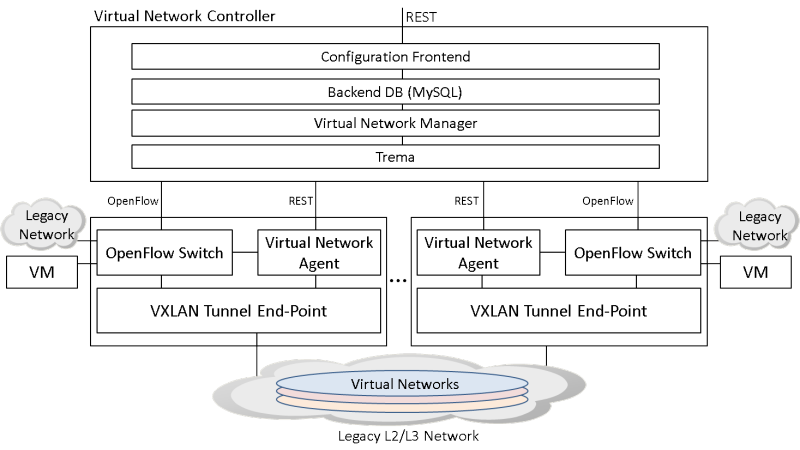 Virtual Network Controller
REST
Configuration Frontend
Backend DB (MySQL)
Virtual Network Manager
Trema
OpenFlow
REST
REST
OpenFlow
Legacy
Network
OpenFlow Switch
Virtual Network
Agent
VM
VXLAN Tunnel End-Point
...
Virtual Network
Agent
OpenFlow Switch
Legacy
Network
VM
VXLAN Tunnel End-Point
Virtual Networks
Legacy L2/L3 Network